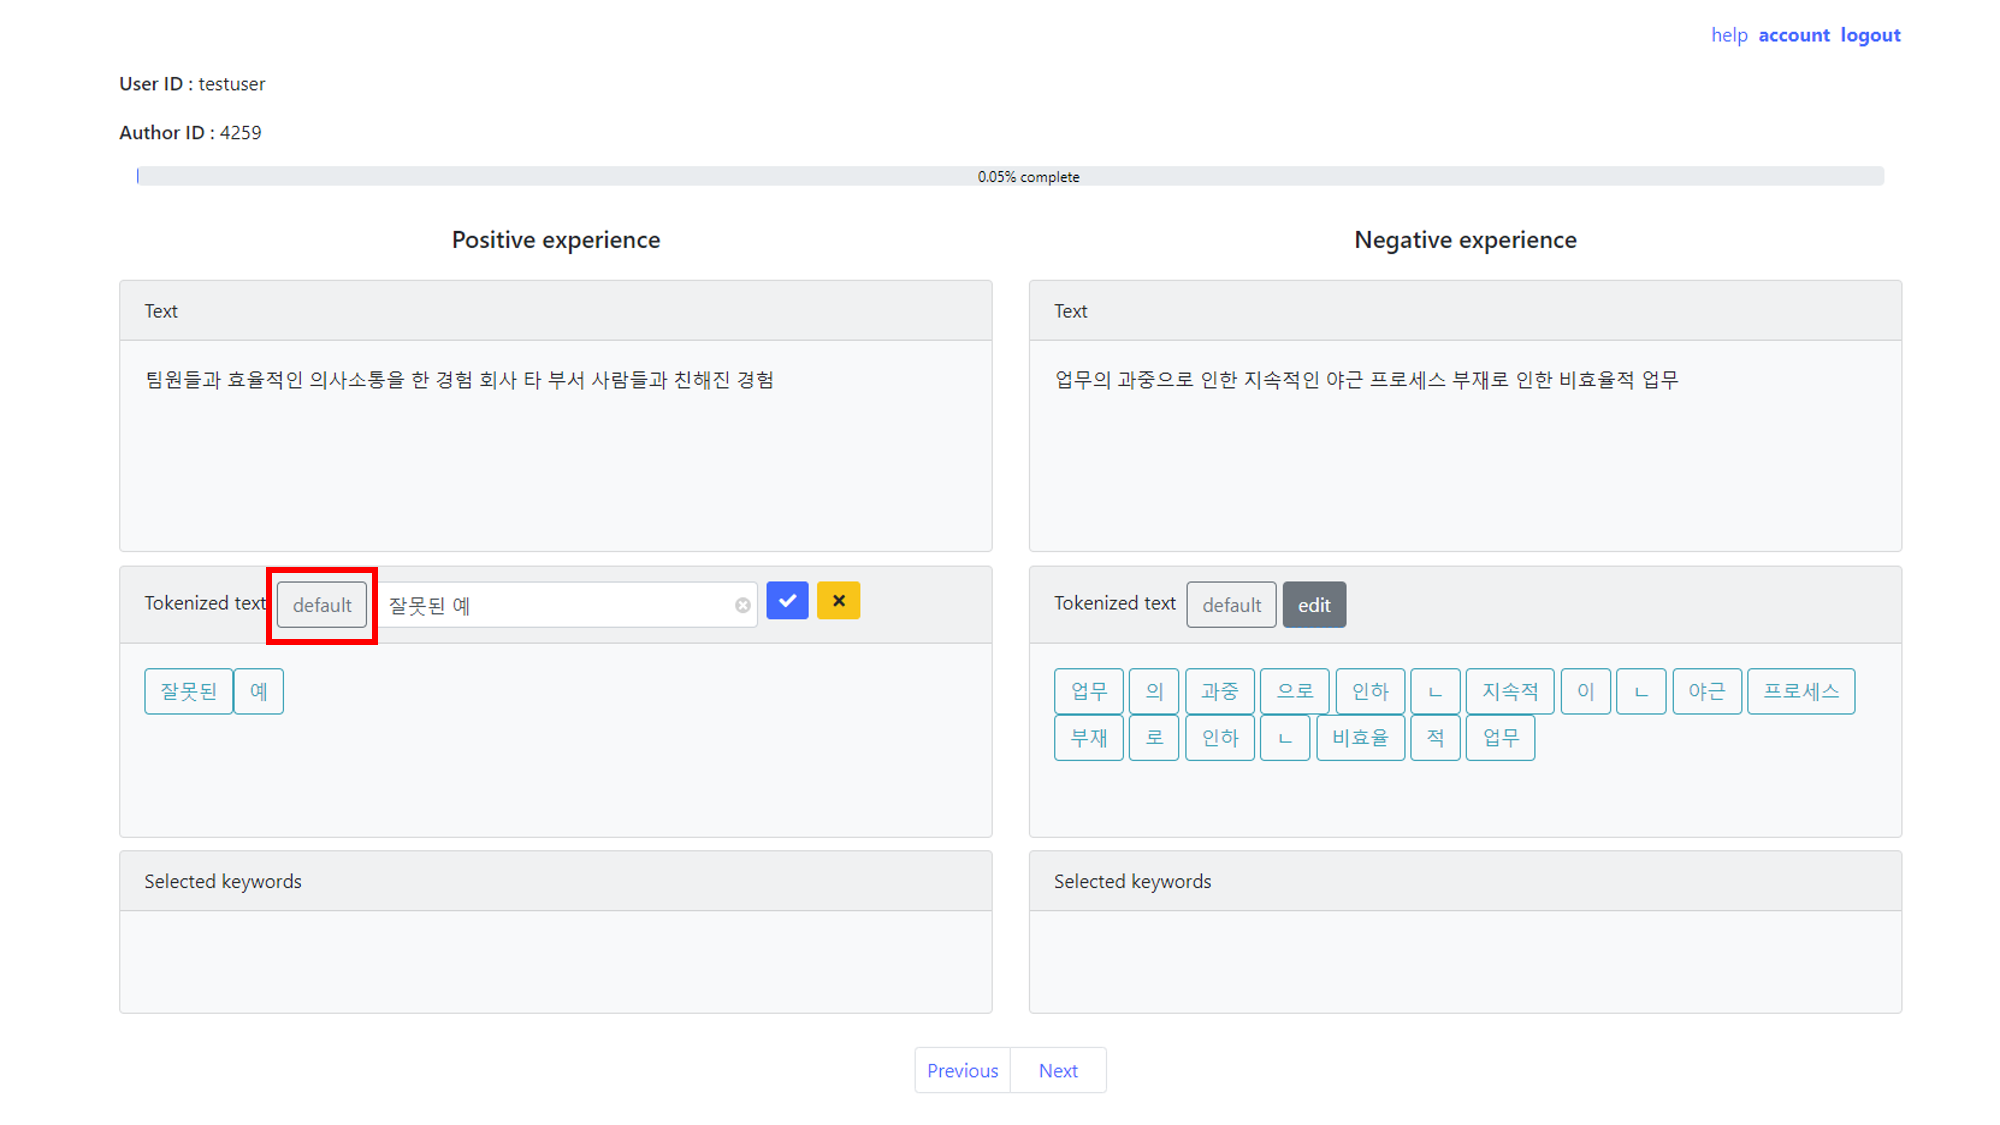 help account logout
User ID : testuser
Author ID : 4259
0.05% complete
Positive experience
Text
팀원들과 효율적인 의사소통을 한 경험 회사 타 부서 사람들과 친해진 경험
Tokenized text default 잘못된 예
잘못된 예
Selected keywords
Negative experience
Text
업무의 과중으로 인한 지속적인 야근 프로세스 부재로 인한 비효율적 업무
Tokenized text default edit
업무 의 과중 으로 인하 ㄴ 지속적 이 ㄴ 야근 프로세스
부재 로 인하 ㄴ 비효율 적 업무
Selected keywords
Previous Next